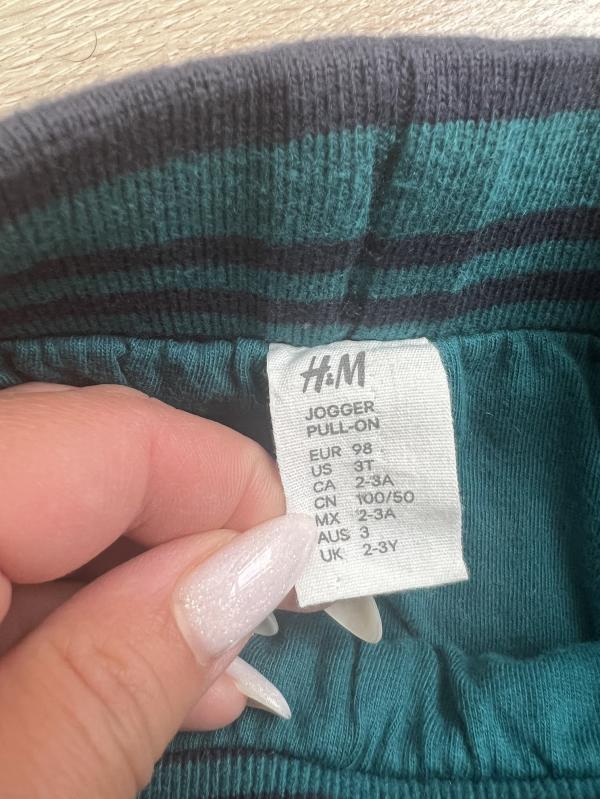 H&M
JOGGER
PULL-ON
EUR 98
US 3T
CA 2-3A
CN 100/50
MX 2-3A
AUS 3
UK 2-3Y